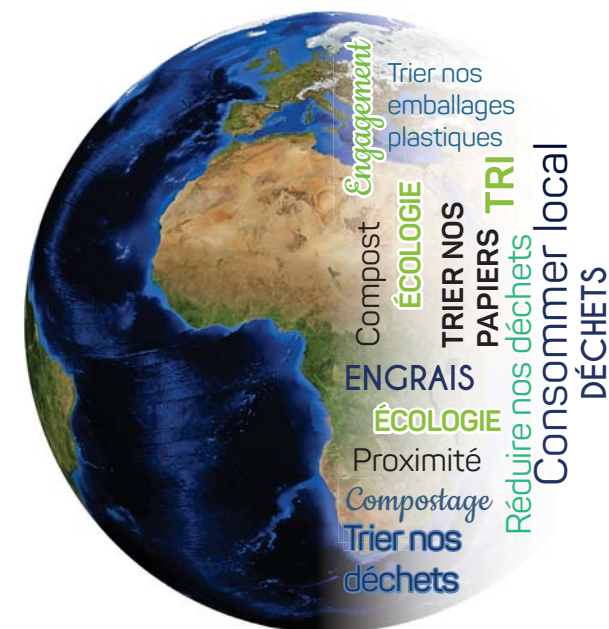 Engagement
Trier nos
emballages
plastiques
Compost
ÉCOLOGIE
TRIER NOS
PAPIERS
TRI
Réduire nos déchets
Consommer local
DÉCHETS
ENGRAIS
ÉCOLOGIE
Proximité
Compostage
Trier nos
déchets